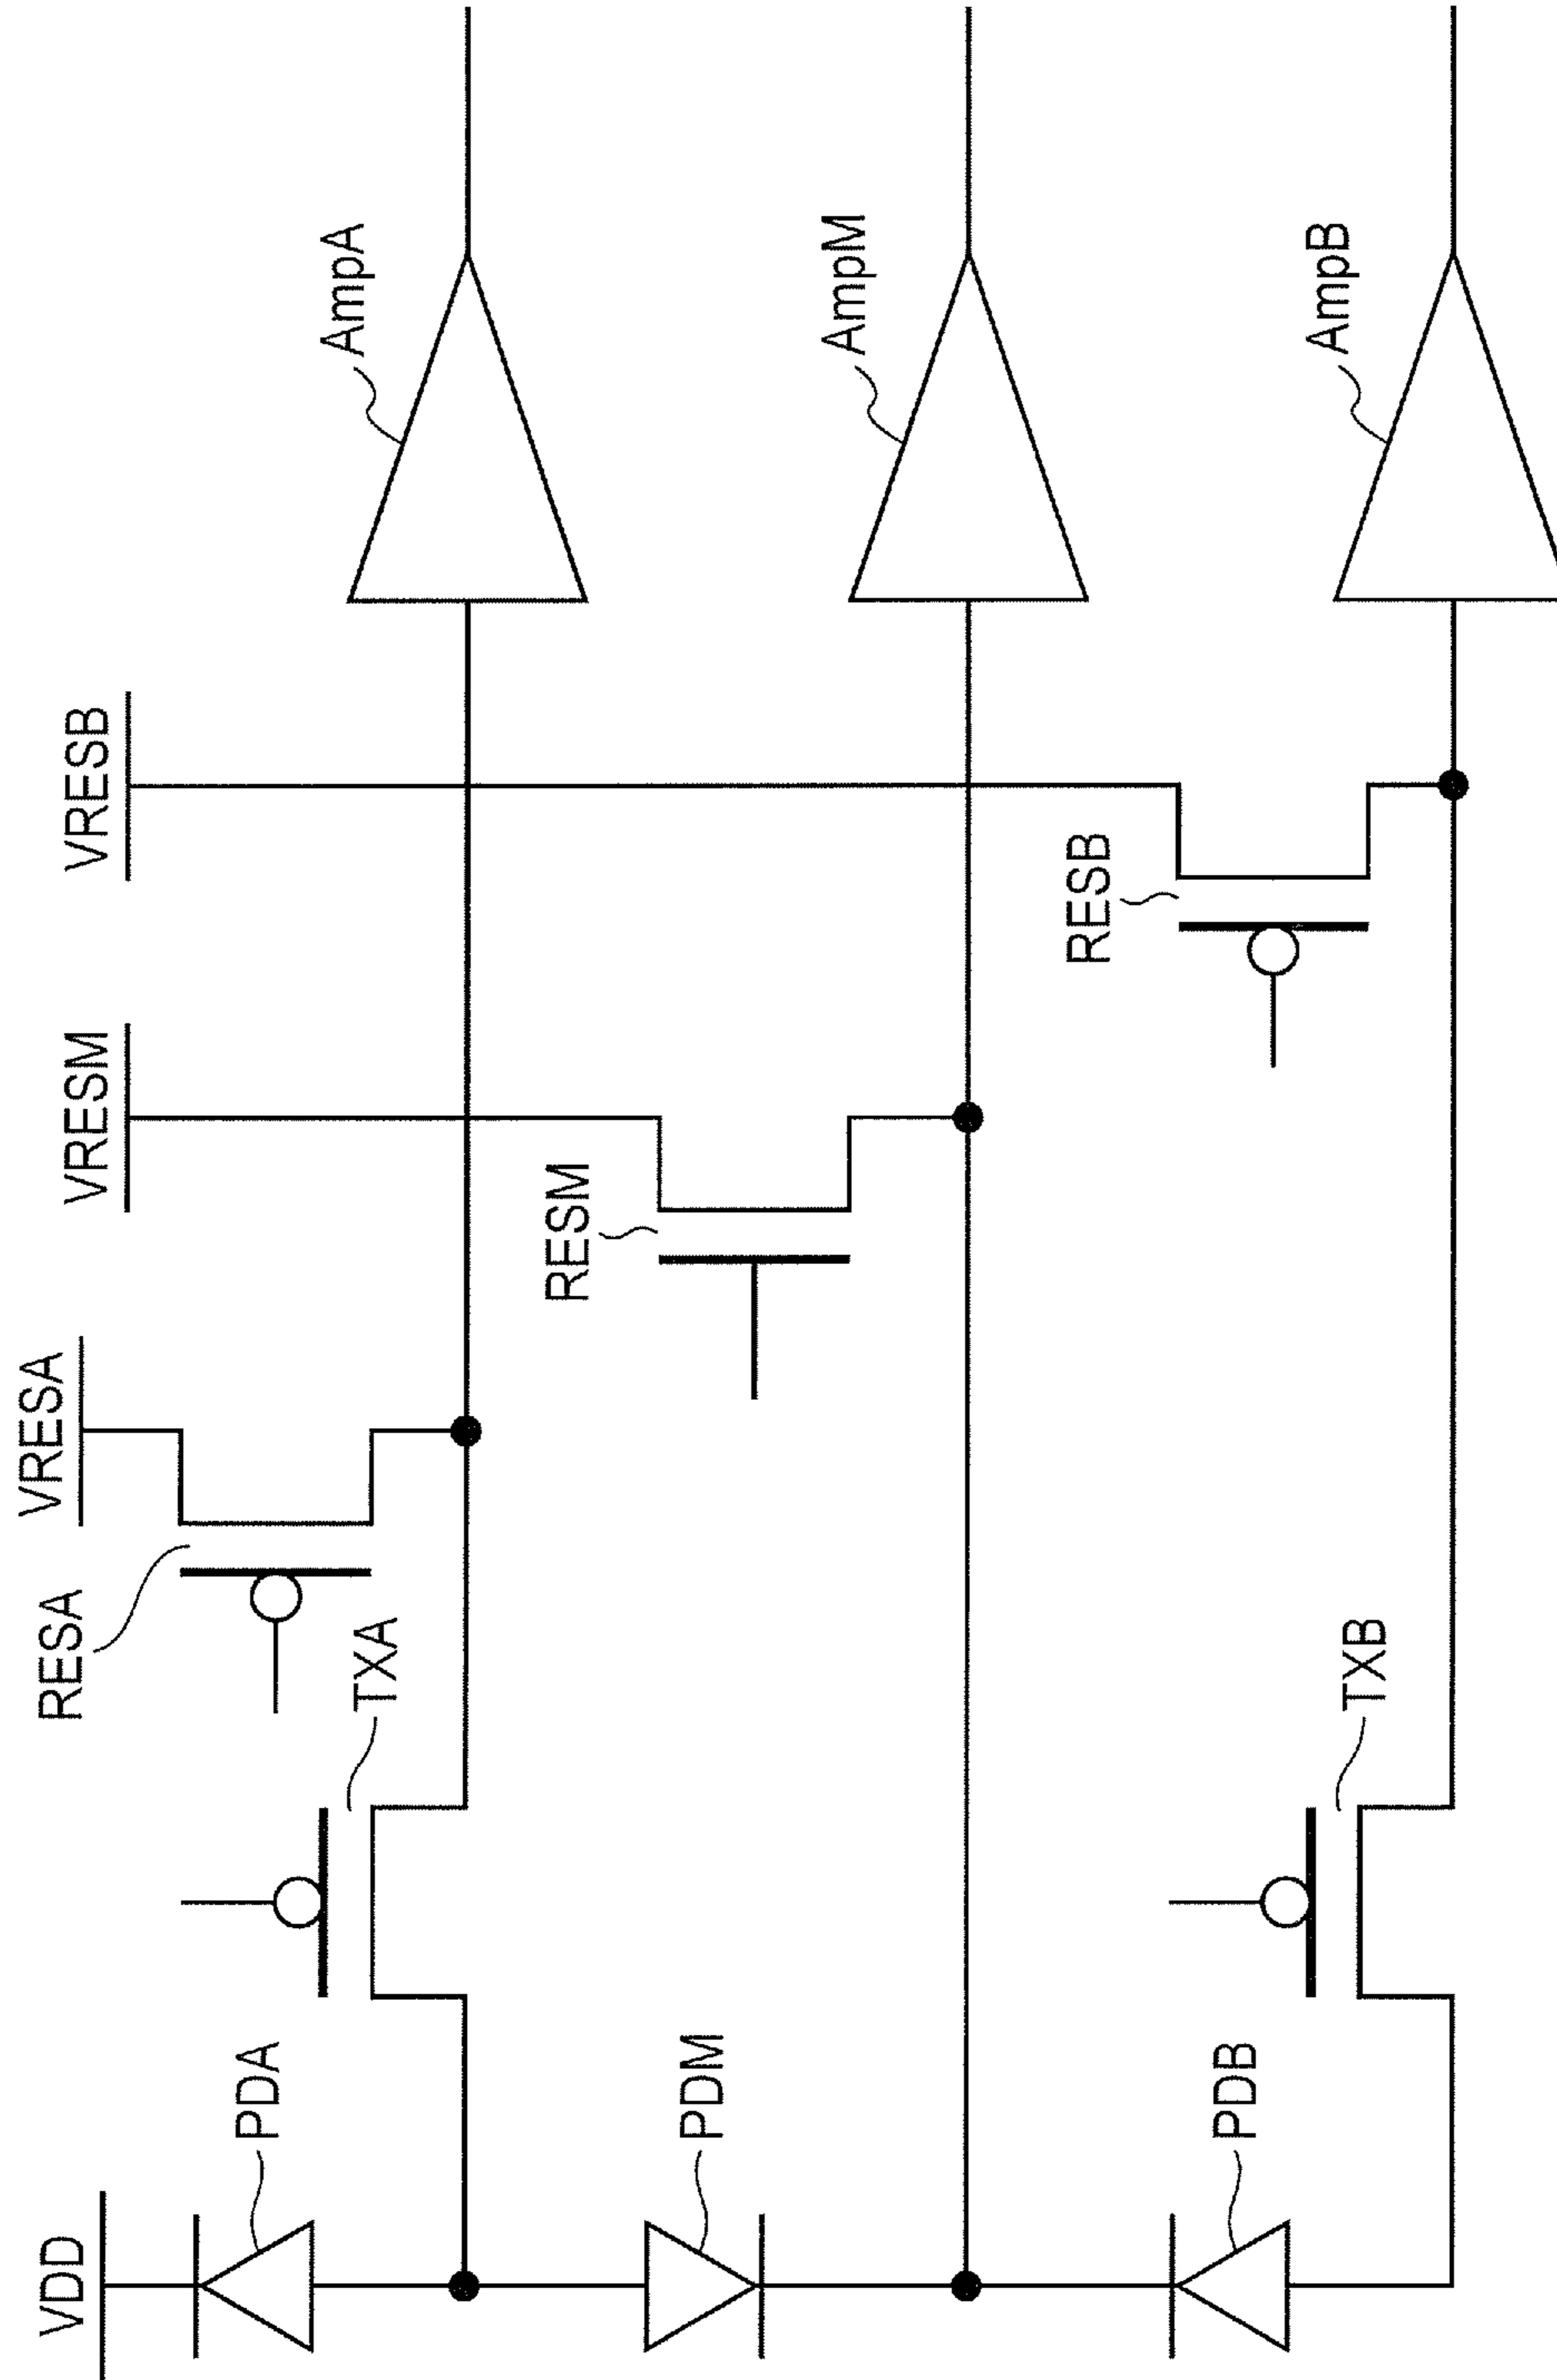 VDD
PDA
PDM
PDB
TXA
TXB
RESA
VRESA
RESM
VRESM
RESB
VRESB
AmpA
AmpM
AmpB